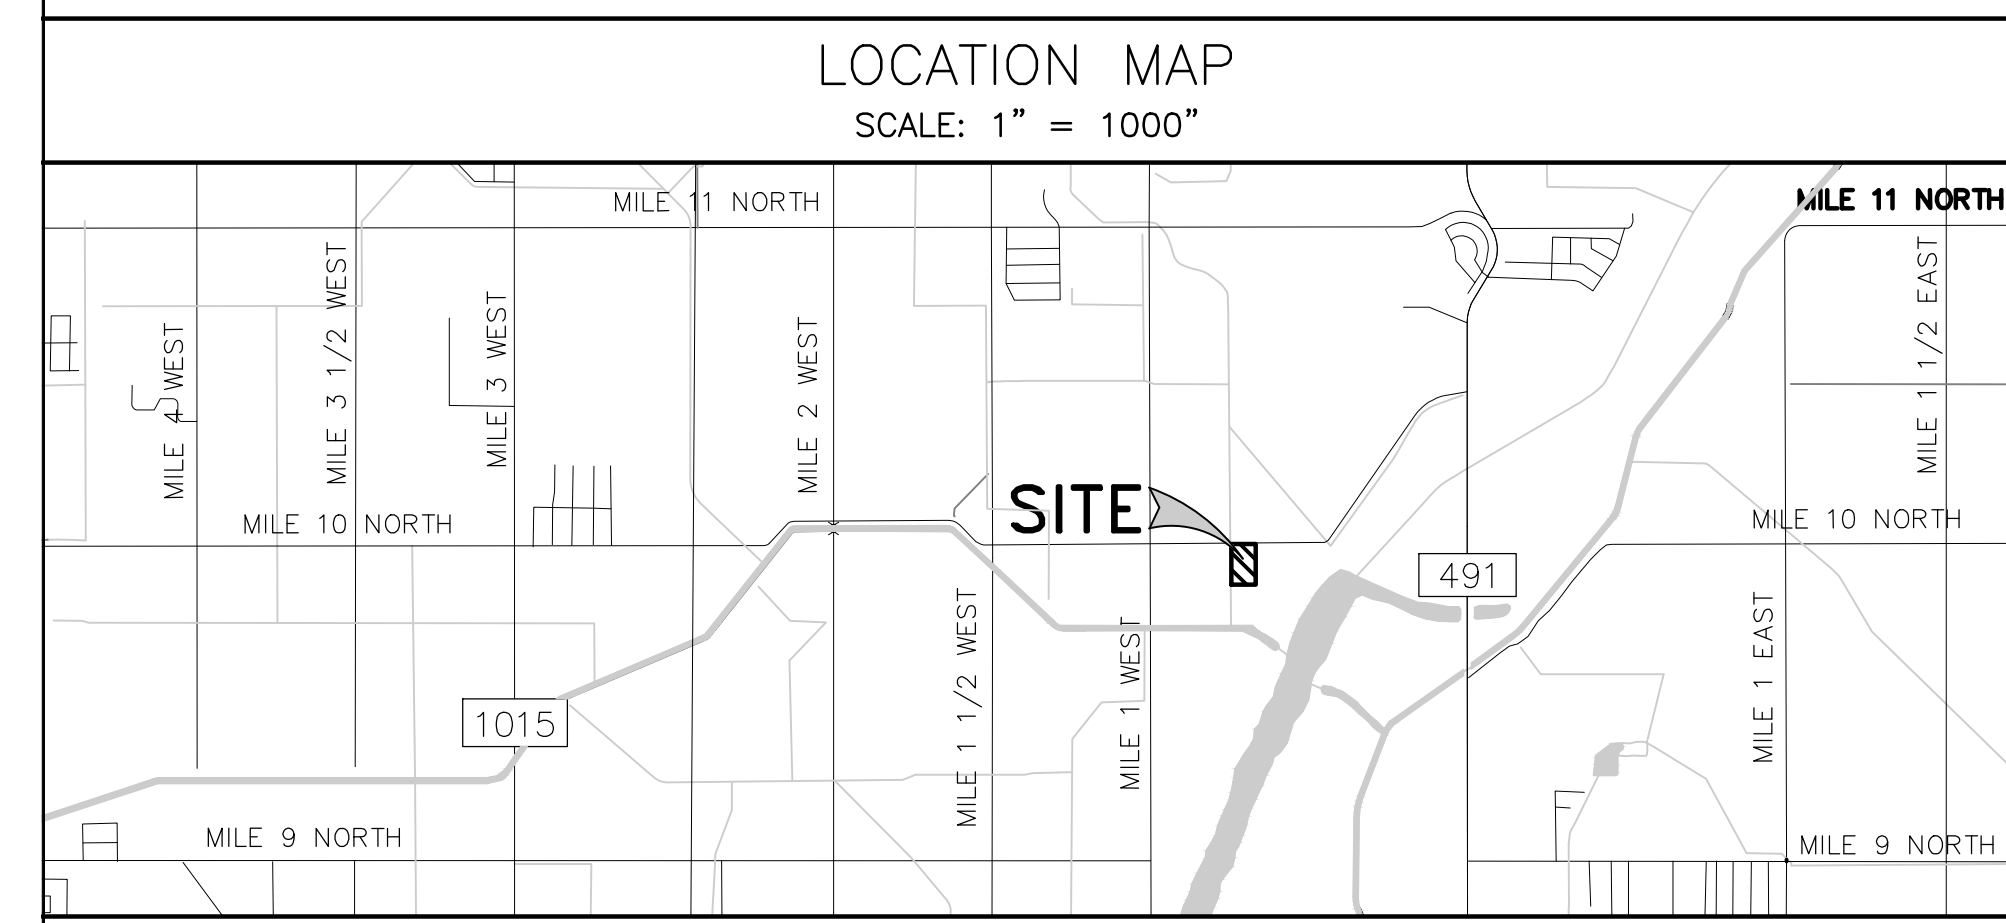 LOCATION MAP
SCALE: 1” = 1000”
MILE 11 NORTH
MILE 11 NORTH
MILE 4 WEST
MILE 3 1/2 WEST
MILE 3 WEST
MILE 2 WEST
MILE 1 1/2 EAST
SITE
MILE 10 NORTH
MILE 10 NORTH
491
1015
MILE 1 1/2 WEST
MILE 1 WEST
MILE 1 EAST
MILE 9 NORTH
MILE 9 NORTH